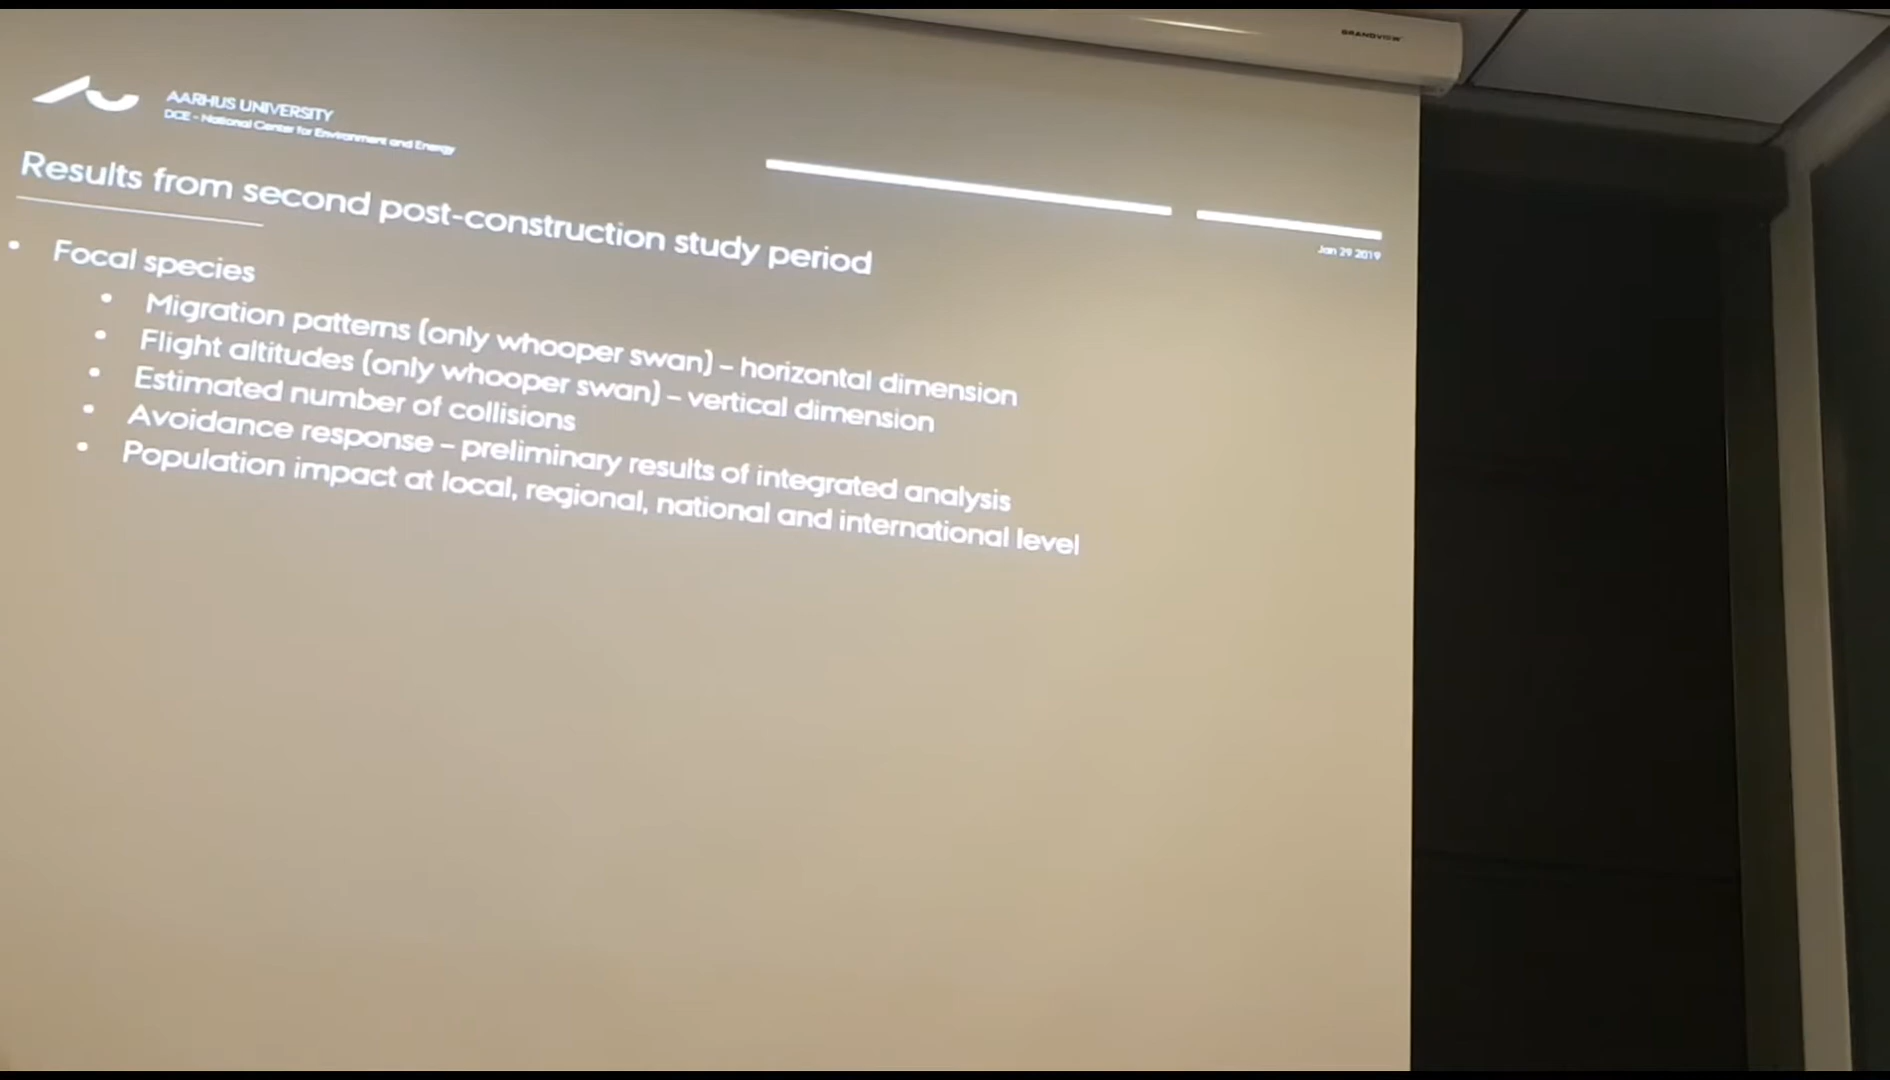 BRANDVIEW
AARHUS UNIVERSITY
DCE - National Center for Environment and Energy
Results from second post-construction study period
Jan 29 2019
• Focal species
• Migration patterns (only whooper swan) – horizontal dimension
• Flight altitudes (only whooper swan) – vertical dimension
• Estimated number of collisions
• Avoidance response – preliminary results of integrated analysis
• Population impact at local, regional, national and international level